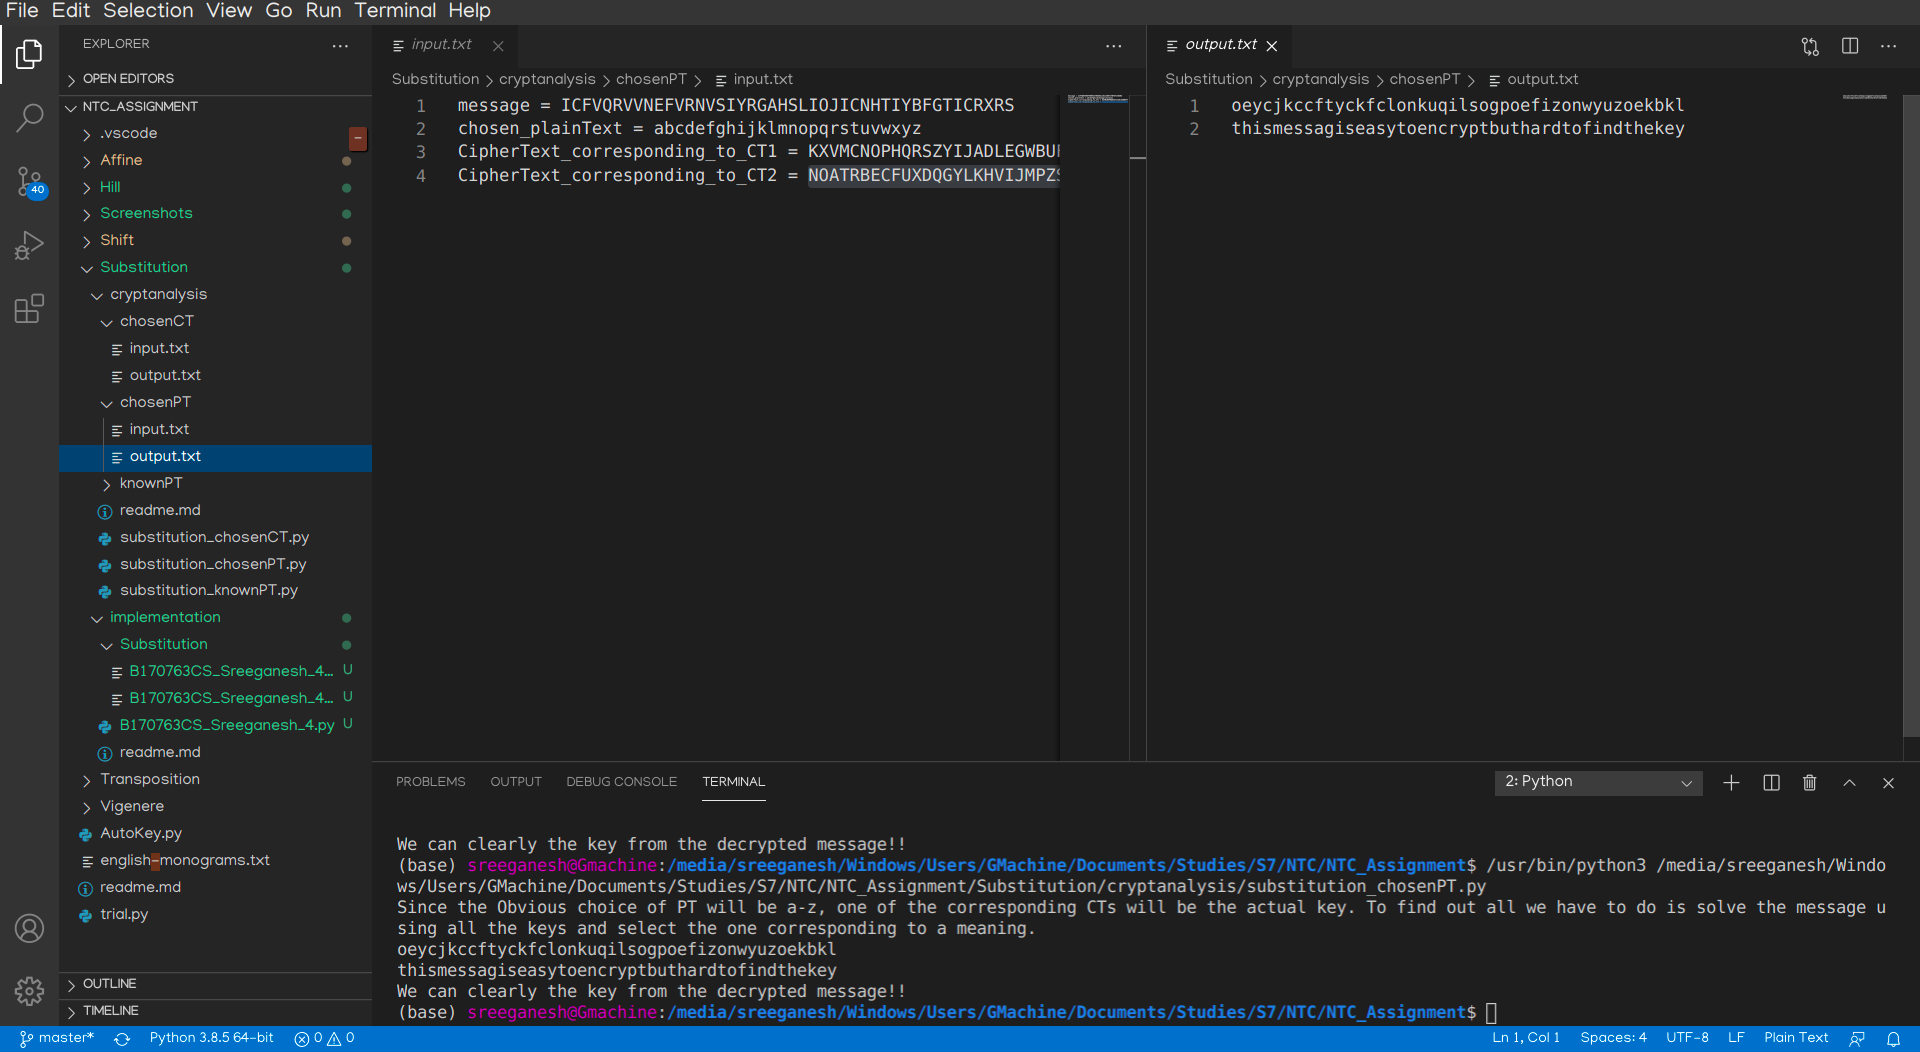 File Edit Selection View Go Run Terminal Help
EXPLORER
OPEN EDITORS
NTC_ASSIGNMENT
.vscode
Affine
Hill
Screenshots
Shift
Substitution
cryptanalysis
chosenCT
input.txt
output.txt
chosenPT
input.txt
output.txt
knownPT
readme.md
substitution_chosenCT.py
substitution_chosenPT.py
substitution_knownPT.py
implementation
Substitution
B170763CS_Sreeganesh_4... U
B170763CS_Sreeganesh_4... U
B170763CS_Sreeganesh_4.py U
readme.md
Transposition
Vigenere
AutoKey.py
english-monograms.txt
readme.md
trial.py
OUTLINE
TIMELINE
40
input.txt
Substitution > cryptanalysis > chosenPT > input.txt
1 message = ICFVQRVVNEFVRNVSIYRGAHSLIOJICNHTIYBFGTICRXRS
2 chosen_plainText = abcdefghijklmnopqrstuvwxyz
3 CipherText_corresponding_to_CT1 = KXVMCNOPHQRSZYIJADLEGWBU
4 CipherText_corresponding_to_CT2 = NOATRBECFUXDQGYLKHVIJMPZ
output.txt
Substitution > cryptanalysis > chosenPT > output.txt
1 oeycjkccftyckfclonkuqilsogpoefizonwyuzoekbkl
2 thismessagiseasytoencryptbuthardtofindthekey
PROBLEMS OUTPUT DEBUG CONSOLE TERMINAL
2: Python
We can clearly the key from the decrypted message!!
(base) sreeganesh@Gmachine:/media/sreeganesh/Windows/Users/GMachine/Documents/Studies/S7/NTC/NTC_Assignment$ /usr/bin/python3 /media/sreeganesh/Windo
ws/Users/GMachine/Documents/Studies/S7/NTC/NTC_Assignment/Substitution/cryptanalysis/substitution_chosenPT.py
Since the Obvious choice of PT will be a-z, one of the corresponding CTs will be the actual key. To find out all we have to do is solve the message u
sing all the keys and select the one corresponding to a meaning.
oeycjkccftyckfclonkuqilsogpoefizonwyuzoekbkl
thismessagiseasytoencryptbuthardtofindthekey
We can clearly the key from the decrypted message!!
(base) sreeganesh@Gmachine:/media/sreeganesh/Windows/Users/GMachine/Documents/Studies/S7/NTC/NTC_Assignment$
master* Python 3.8.5 64-bit 0 0 Ln 1, Col 1 Spaces: 4 UTF-8 LF Plain Text